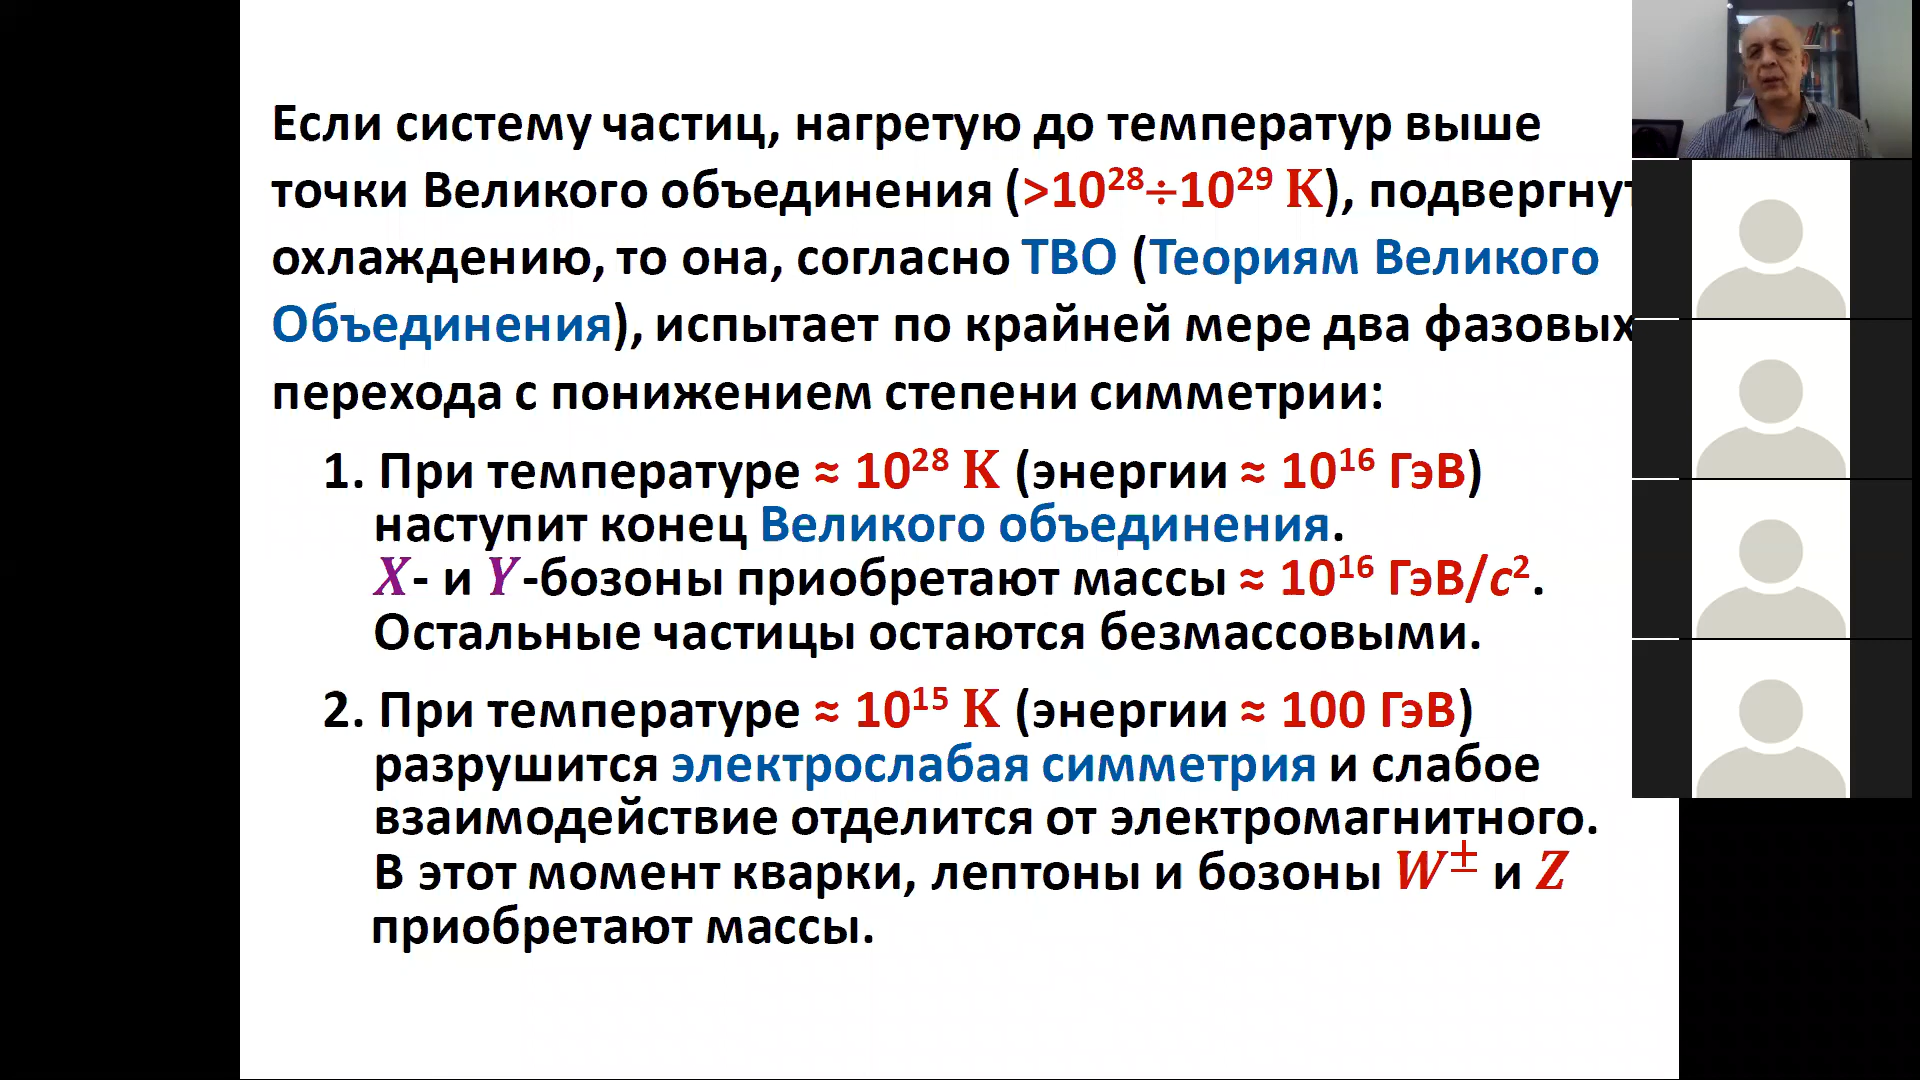 Если систему частиц, нагретую до температур выше
точки Великого объединения (>10²⁸÷10²⁹ К), подвергнут
охлаждению, то она, согласно ТВО (Теориям Великого
Объединения), испытает по крайней мере два фазовых
перехода с понижением степени симметрии:
1. При температуре ≈ 10²⁸ К (энергии ≈ 10¹⁶ ГэВ)
наступит конец Великого объединения.
X- и Y-бозоны приобретают массы ≈ 10¹⁶ ГэВ/c².
Остальные частицы остаются безмассовыми.
2. При температуре ≈ 10¹⁵ К (энергии ≈ 100 ГэВ)
разрушится электрослабая симметрия и слабое
взаимодействие отделится от электромагнитного.
В этот момент кварки, лептоны и бозоны W± и Z
приобретают массы.